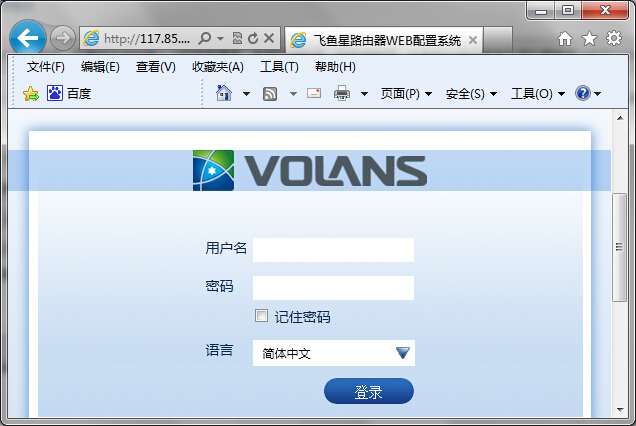 http://117.85....
飞鱼星路由器WEB配置系统
文件(F) 编辑(E) 查看(V) 收藏夹(A) 工具(T) 帮助(H)
百度 页面(P) 安全(S) 工具(O)
VOLANS
用户名
密码
记住密码
语言 简体中文
登录